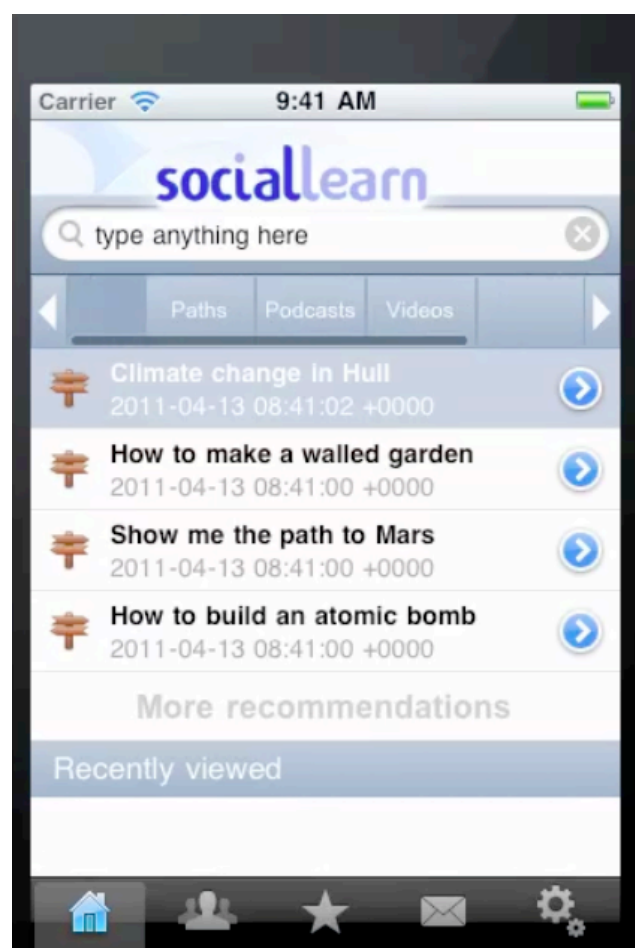 Carrier 9:41 AM
sociallearn
type anything here
Paths Podcasts Videos
Climate change in Hull
2011-04-13 08:41:02 +0000
How to make a walled garden
2011-04-13 08:41:00 +0000
Show me the path to Mars
2011-04-13 08:41:00 +0000
How to build an atomic bomb
2011-04-13 08:41:00 +0000
More recommendations
Recently viewed